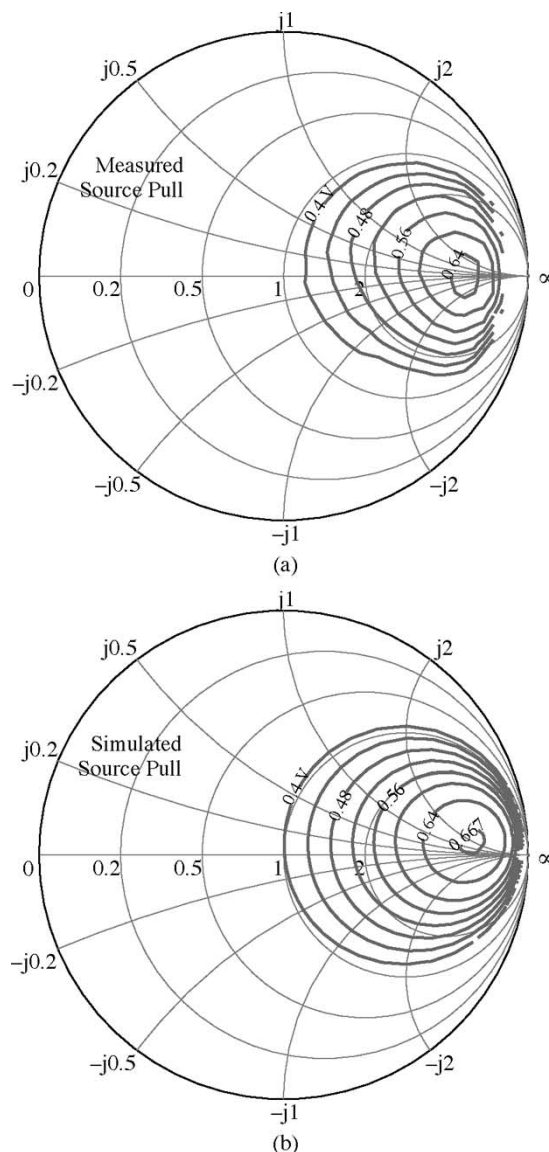 j1
j0.5
j2
j0.2
Measured
Source Pull
0.4 V
0.48
0.56
0.64
0
0.2
0.5
1
2
∞
−j0.2
−j0.5
−j2
−j1
(a)
j1
j0.5
j2
j0.2
Simulated
Source Pull
0.4 V
0.48
0.56
0.64
0.667
0
0.2
0.5
1
2
∞
−j0.2
−j0.5
−j2
−j1
(b)